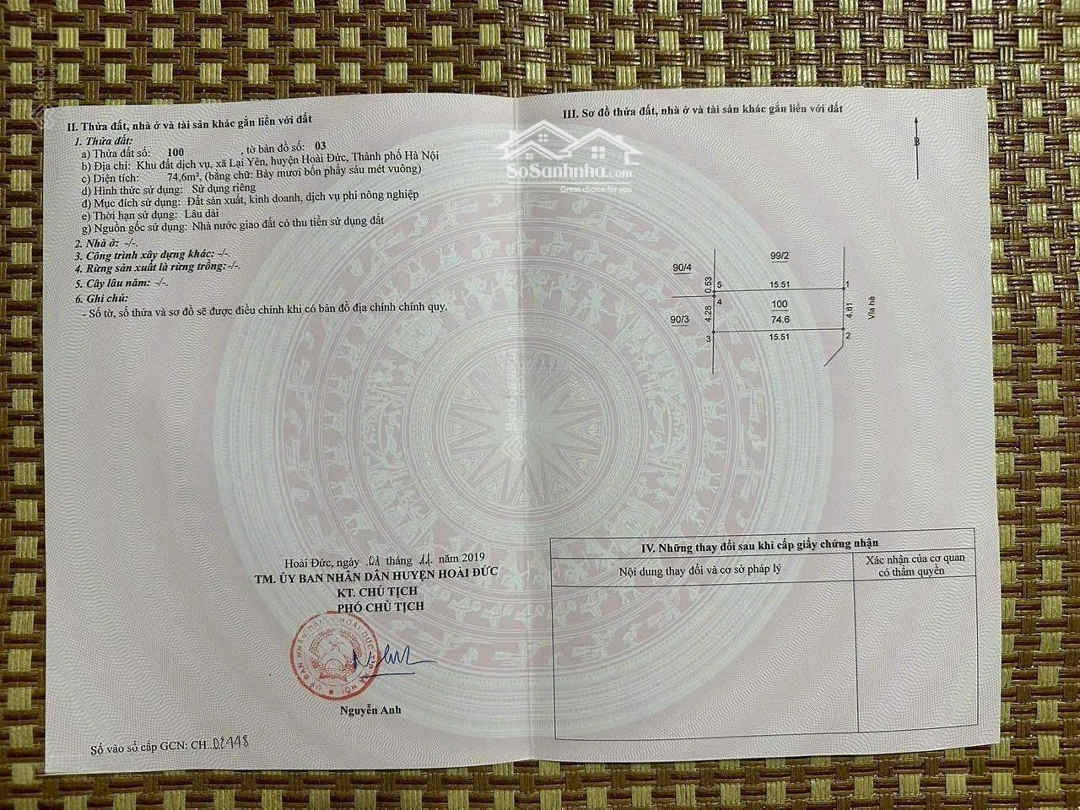 II. Thửa đất, nhà ở và tài sản khác gắn liền với đất
1. Thửa đất:
a) Thửa đất số: 100 , tờ bản đồ số: 03
b) Địa chỉ: Khu đất dịch vụ, xã Lại Yên, huyện Hoài Đức, Thành phố Hà Nội
c) Diện tích: 74,6m², (bằng chữ: Bảy mươi bốn phẩy sáu mét vuông)
d) Hình thức sử dụng: Sử dụng riêng
đ) Mục đích sử dụng: Đất sản xuất, kinh doanh, dịch vụ phi nông nghiệp
e) Thời hạn sử dụng: Lâu dài
g) Nguồn gốc sử dụng: Nhà nước giao đất có thu tiền sử dụng đất
2. Nhà ở: -/-
3. Công trình xây dựng khác: -/-
4. Rừng sản xuất là rừng trồng:-/-
5. Cây lâu năm: -/-
6. Ghi chú:
- Số tờ, số thửa và sơ đồ sẽ được điều chỉnh khi có bản đồ địa chính chính quy.
Hoài Đức, ngày 01 tháng 11 năm 2019
TM. ỦY BAN NHÂN DÂN HUYỆN HOÀI ĐỨC
KT. CHỦ TỊCH
PHÓ CHỦ TỊCH
Nguyễn Anh
Số vào sổ cấp GCN: CH..02448
III. Sơ đồ thửa đất, nhà ở và tài sản khác gắn liền với đất
SoSanhnha.com
Great choice for you
B
99/2
90/4
0.53
5
15.51
1
4
100
4.28
4.81
Vỉa hè
90/3
74.6
3
15.51
2
IV. Những thay đổi sau khi cấp giấy chứng nhận
Nội dung thay đổi và cơ sở pháp lý
Xác nhận của cơ quan
có thẩm quyền